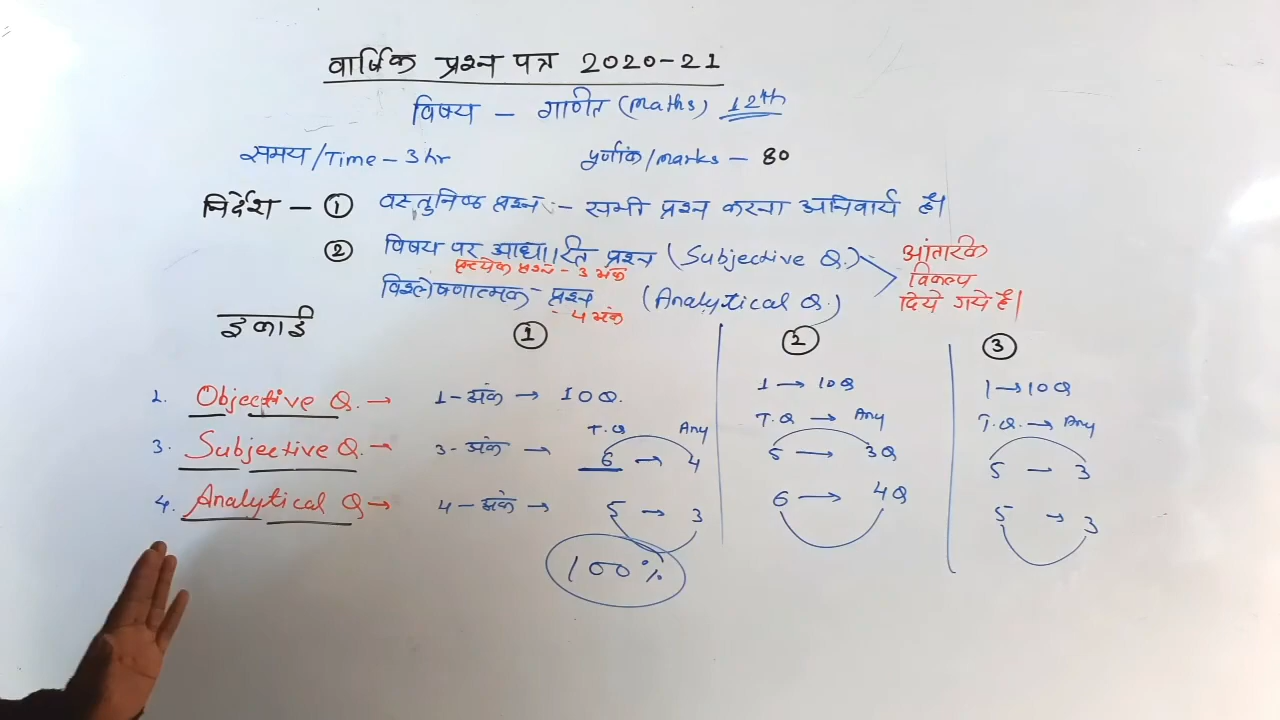 वार्षिक प्रश्न पत्र 2020-21
विषय - गणित (maths) 12th
समय/Time - 3 hr पूर्णांक/marks - 80
निर्देश - ① वस्तुनिष्ठ प्रश्न :- सभी प्रश्न करना अनिवार्य है।
② विषय पर आधारित प्रश्न (Subjective Q.)
प्रत्येक प्रश्न - 3 अंक
विश्लेषणात्मक - प्रश्न (Analytical Q.)
- 4 अंक
आंतरिक
विकल्प
दिये गये है।
इकाई ① ② ③
2. Objective Q. → 1-अंक → 10Q. 1 → 10Q 1 → 10Q
T.Q Any T.Q → Any T.Q. → Any
3. Subjective Q. → 3-अंक → 6 → 4 5 → 3Q 5 - 3
4. Analytical Q → 4-अंक → 5 → 3 6 → 4Q 5 → 3
100%